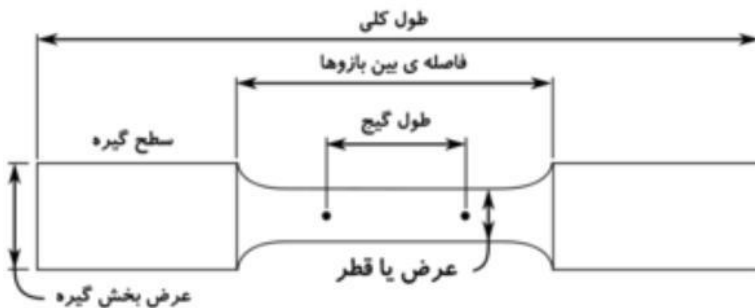 طول کلی
فاصله ی بین بازوها
طول گیج
سطح گیره
عرض یا قطر
عرض بخش گیره